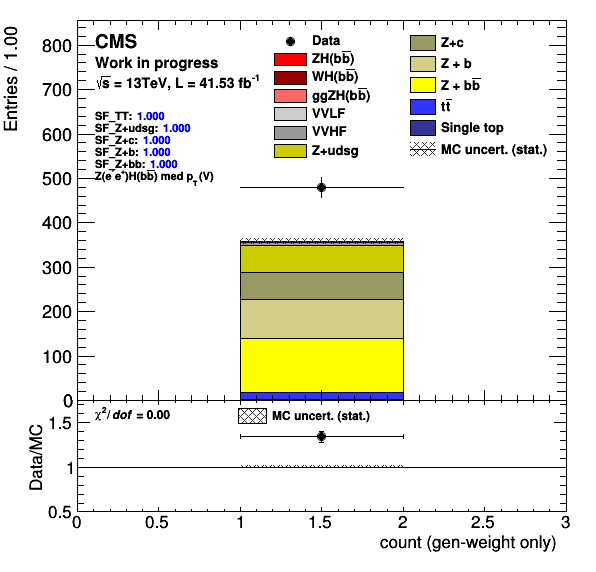 CMS
Work in progress
√s = 13TeV, L = 41.53 fb⁻¹
SF_TT: 1.000
SF_Z+udsg: 1.000
SF_Z+c: 1.000
SF_Z+b: 1.000
SF_Z+bb: 1.000
Z(e⁻e⁺)H(bb̅) med p_T(V)
Data
ZH(bb̅)
WH(bb̅)
ggZH(bb̅)
VVLF
VVHF
Z+udsg
Z+c
Z + b
Z + bb̅
tt̅
Single top
MC uncert. (stat.)
Entries / 1.00
800
700
600
500
400
300
200
100
0
χ²/dof = 0.00
MC uncert. (stat.)
Data/MC
1.5
1
0.5
0 0.5 1 1.5 2 2.5 3
count (gen-weight only)